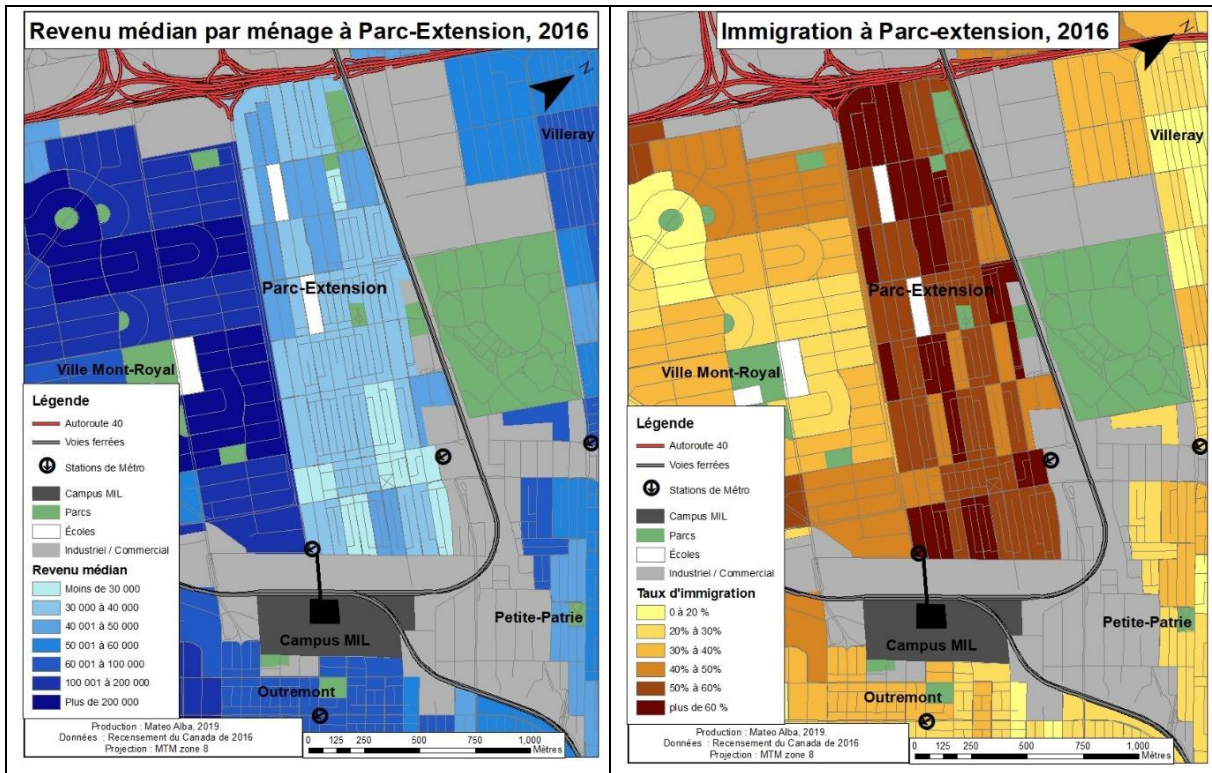 Revenu médian par ménage à Parc-Extension, 2016
N
Villeray
Parc-Extension
Ville Mont-Royal
Légende
Autoroute 40
Voies ferrées
Stations de Métro
Campus MIL
Parcs
Écoles
Industriel / Commercial
Revenu médian
Moins de 30 000
30 000 à 40 000
40 001 à 50 000
50 001 à 60 000
60 001 à 100 000
100 001 à 200 000
Plus de 200 000
Petite-Patrie
Campus MIL
Outremont
Production : Mateo Alba, 2019.
Données : Recensement du Canada de 2016
Projection : MTM zone 8
0 125 250 500 750 1,000
Mètres
Immigration à Parc-extension, 2016
N
Villeray
Parc-Extension
Ville Mont-Royal
Légende
Autoroute 40
Voies ferrées
Stations de Métro
Campus MIL
Parcs
Écoles
Industriel / Commercial
Taux d'immigration
0 à 20 %
20% à 30%
30% à 40%
40% à 50%
50% à 60%
plus de 60 %
Petite-Patrie
Campus MIL
Outremont
Production : Mateo Alba, 2019.
Données : Recensement du Canada de 2016
Projection : MTM zone 8
0 125 250 500 750 1,000
Mètres